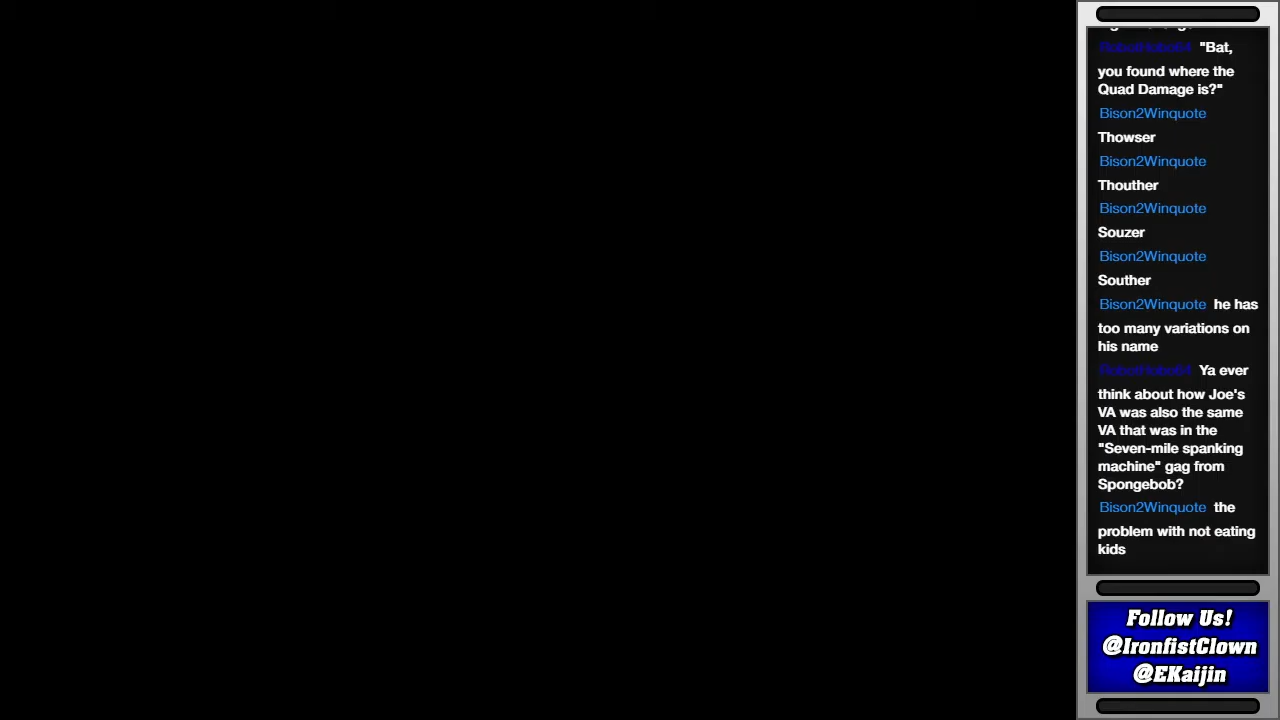 RobotHobo64 "Bat,
you found where the
Quad Damage is?"
Bison2Winquote
Thowser
Bison2Winquote
Thouther
Bison2Winquote
Souzer
Bison2Winquote
Souther
Bison2Winquote he has
too many variations on
his name
RobotHobo64 Ya ever
think about how Joe's
VA was also the same
VA that was in the
"Seven-mile spanking
machine" gag from
Spongebob?
Bison2Winquote the
problem with not eating
kids
Follow Us!
@IronfistClown
@EKaijin